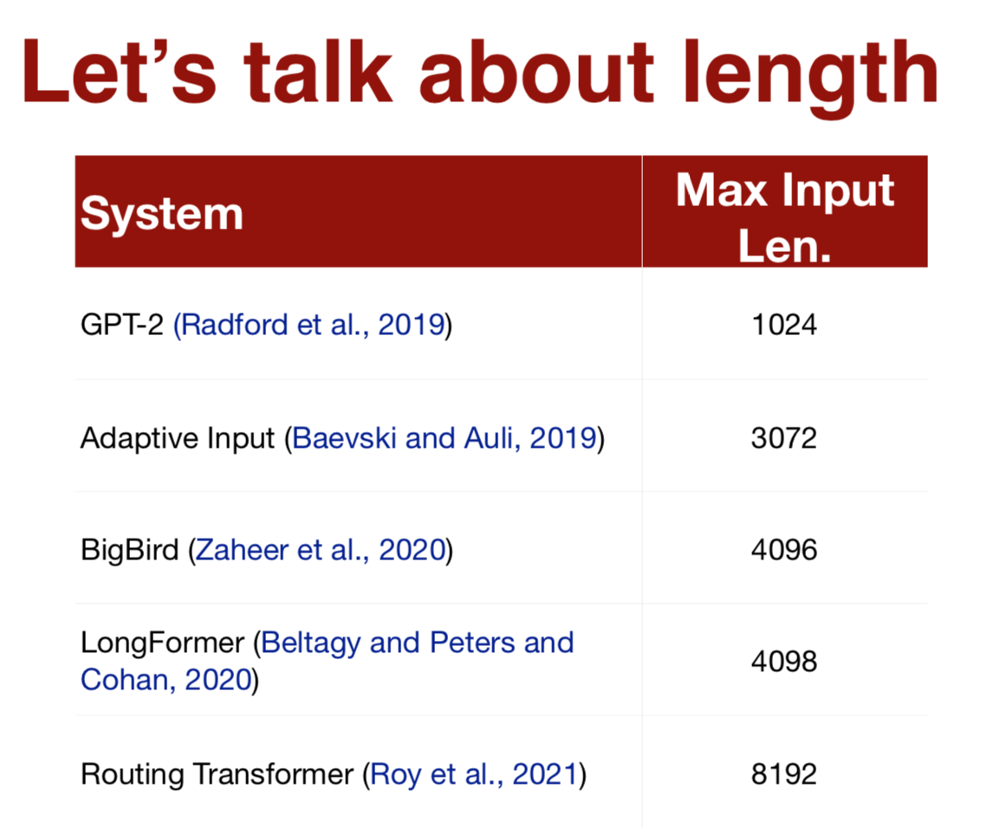 Let’s talk about length
System
Max Input
Len.
GPT-2 (Radford et al., 2019)
1024
Adaptive Input (Baevski and Auli, 2019)
3072
BigBird (Zaheer et al., 2020)
4096
LongFormer (Beltagy and Peters and
Cohan, 2020)
4098
Routing Transformer (Roy et al., 2021)
8192